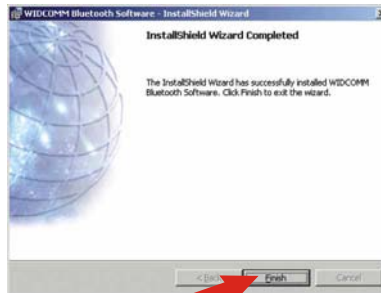 WIDCOMM Bluetooth Software - InstallShield Wizard
InstallShield Wizard Completed
The InstallShield Wizard has successfully installed WIDCOMM
Bluetooth Software. Click Finish to exit the wizard.
< Back
Finish
Cancel